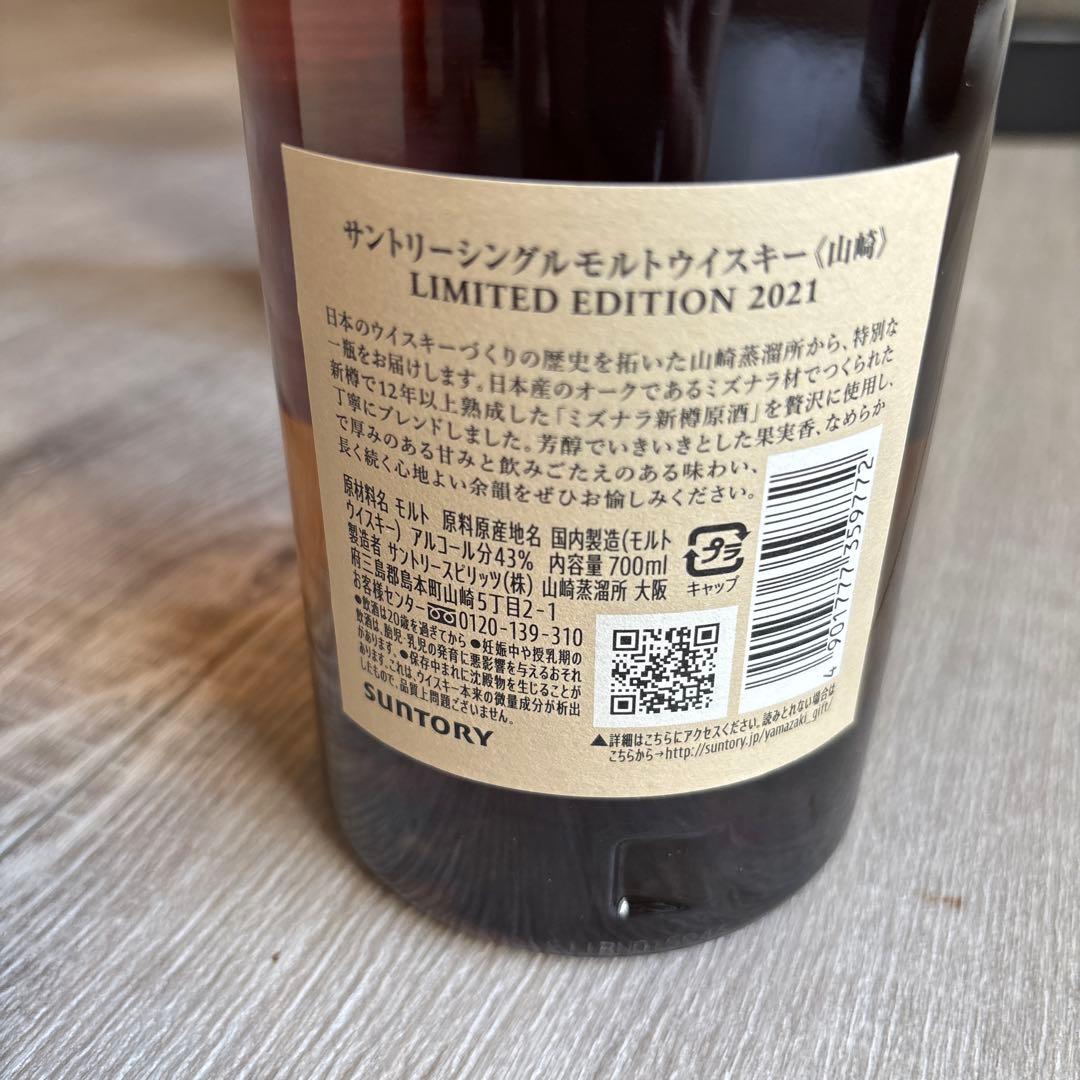 サントリーシングルモルトウイスキー《山崎》
LIMITED EDITION 2021
日本のウイスキーづくりの歴史を拓いた山崎蒸溜所から、特別な
一瓶をお届けします。日本産のオークであるミズナラ材でつくられた
新樽で12年以上熟成した「ミズナラ新樽原酒」を贅沢に使用し、
丁寧にブレンドしました。芳醇でいきいきとした果実香、なめらか
で厚みのある甘みと飲みごたえのある味わい、
長く続く心地よい余韻をぜひお愉しみください。
原材料名 モルト 原料原産地名 国内製造(モルト
ウイスキー) アルコール分43% 内容量 700ml
製造者 サントリースピリッツ(株) 山崎蒸溜所 大阪
府三島郡島本町山崎5丁目2-1
お客様センター 0120-139-310
●飲酒は20歳を過ぎてから ●妊娠中や授乳期の
飲酒は、胎児・乳児の発育に悪影響を与えるおそれ
があります。 ●保存中まれに沈殿物を生じることが
あります。これは、ウイスキー本来の微量成分が析出
したもので、品質上問題ございません。
SUNTORY
プラ
キャップ
4 901777 359772
▲詳細はこちらにアクセスください。読みとれない場合は
こちらから→http://suntory.jp/yamazaki_gift/